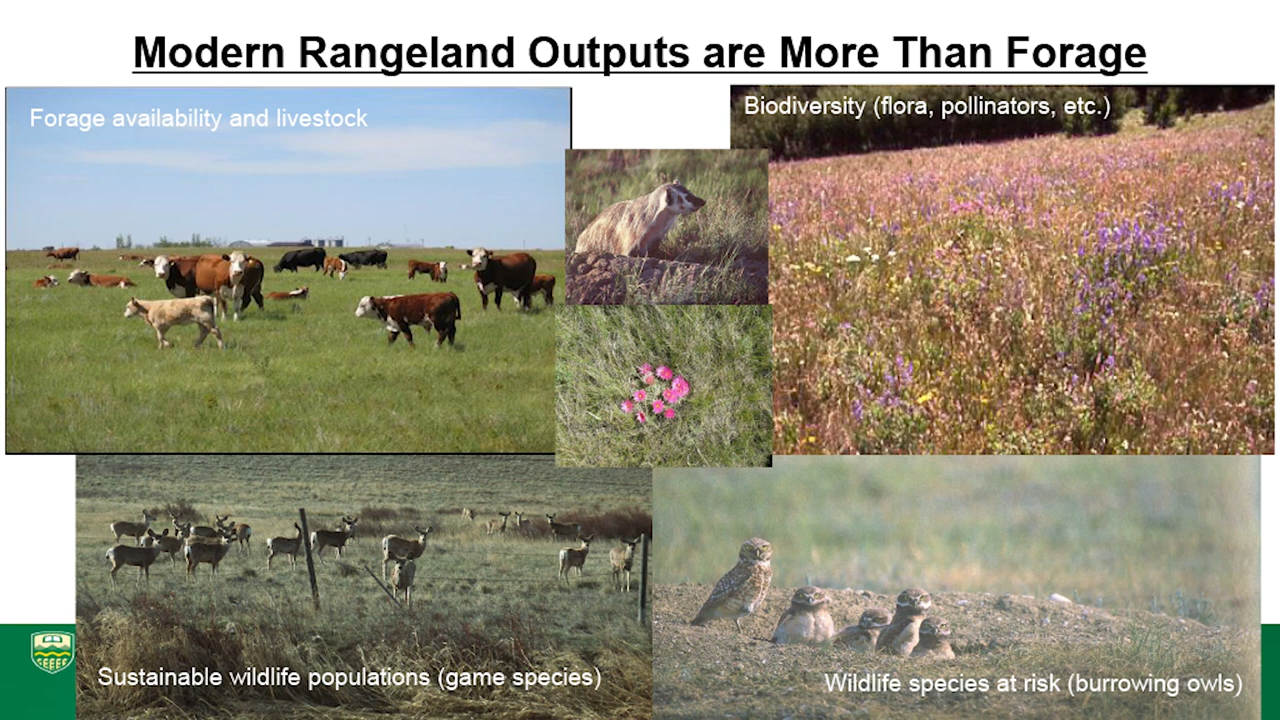 Modern Rangeland Outputs are More Than Forage
Forage availability and livestock
Biodiversity (flora, pollinators, etc.)
Sustainable wildlife populations (game species)
Wildlife species at risk (burrowing owls)